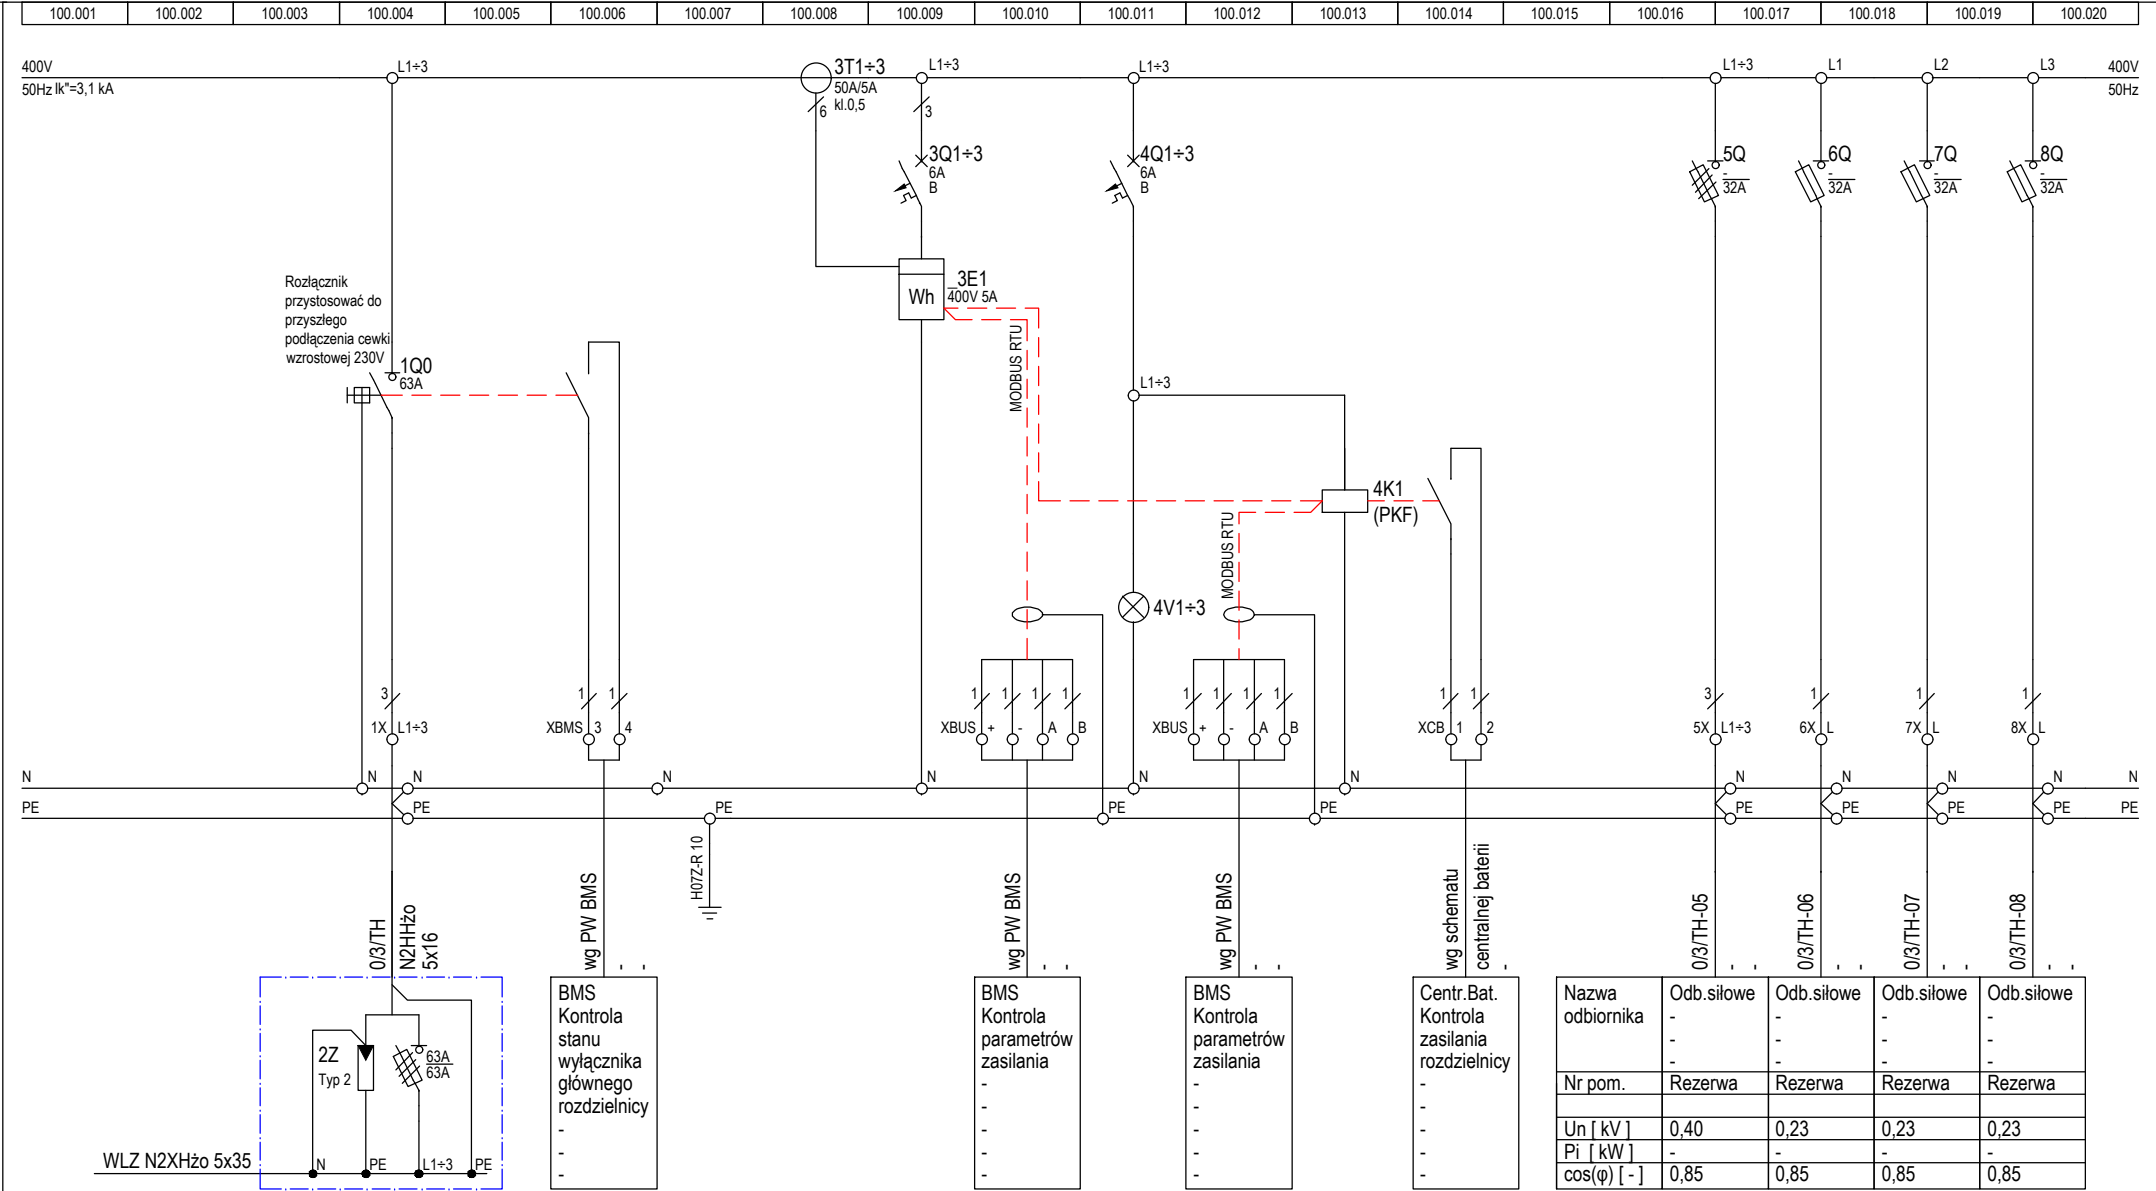 100.001 100.002 100.003 100.004 100.005 100.006 100.007 100.008 100.009 100.010 100.011 100.012 100.013 100.014 100.015 100.016 100.017 100.018 100.019 100.020
400V L1÷3 3T1÷3 L1÷3 L1÷3 L1÷3 L1 L2 L3 400V
50Hz Ik"=3,1 kA 50A/5A 50Hz
kl.0,5
6 3
3Q1÷3 4Q1÷3 5Q 6Q 7Q 8Q
6A 6A - - - -
B B 32A 32A 32A 32A
Rozłącznik
przystosować do
przyszłego
podłączenia cewki
wzrostowej 230V
_3E1
Wh 400V 5A
MODBUS RTU
1Q0
63A
L1÷3
4K1
(PKF)
MODBUS RTU
4V1÷3
3 1 1 1 1 1 1 1 1 1 1 1 1 3 1 1 1
1X L1÷3 XBMS 3 4 XBUS + - A B XBUS + - A B XCB 1 2 5X L1÷3 6X L 7X L 8X L
N N N N N N N N N N N N
PE PE PE PE PE PE PE PE PE PE
H07Z-R 10
0/3/TH
N2HHżo
5x16
wg PW BMS - -
wg PW BMS - -
wg PW BMS - -
wg schematu
centralnej baterii -
0/3/TH-05 - -
0/3/TH-06 - -
0/3/TH-07 - -
0/3/TH-08 - -
2Z
Typ 2
63A
63A
WLZ N2XHżo 5x35
N PE L1÷3 PE
BMS
Kontrola
stanu
wyłącznika
głównego
rozdzielnicy
-
-
-
BMS
Kontrola
parametrów
zasilania
-
-
-
-
-
BMS
Kontrola
parametrów
zasilania
-
-
-
-
-
Centr.Bat.
Kontrola
zasilania
rozdzielnicy
-
-
-
-
-
Nazwa Odb.siłowe Odb.siłowe Odb.siłowe Odb.siłowe
odbiornika - - - -
- - - -
- - - -
Nr pom. Rezerwa Rezerwa Rezerwa Rezerwa
Un [ kV ] 0,40 0,23 0,23 0,23
Pi [ kW ] - - - -
cos(φ) [ - ] 0,85 0,85 0,85 0,85